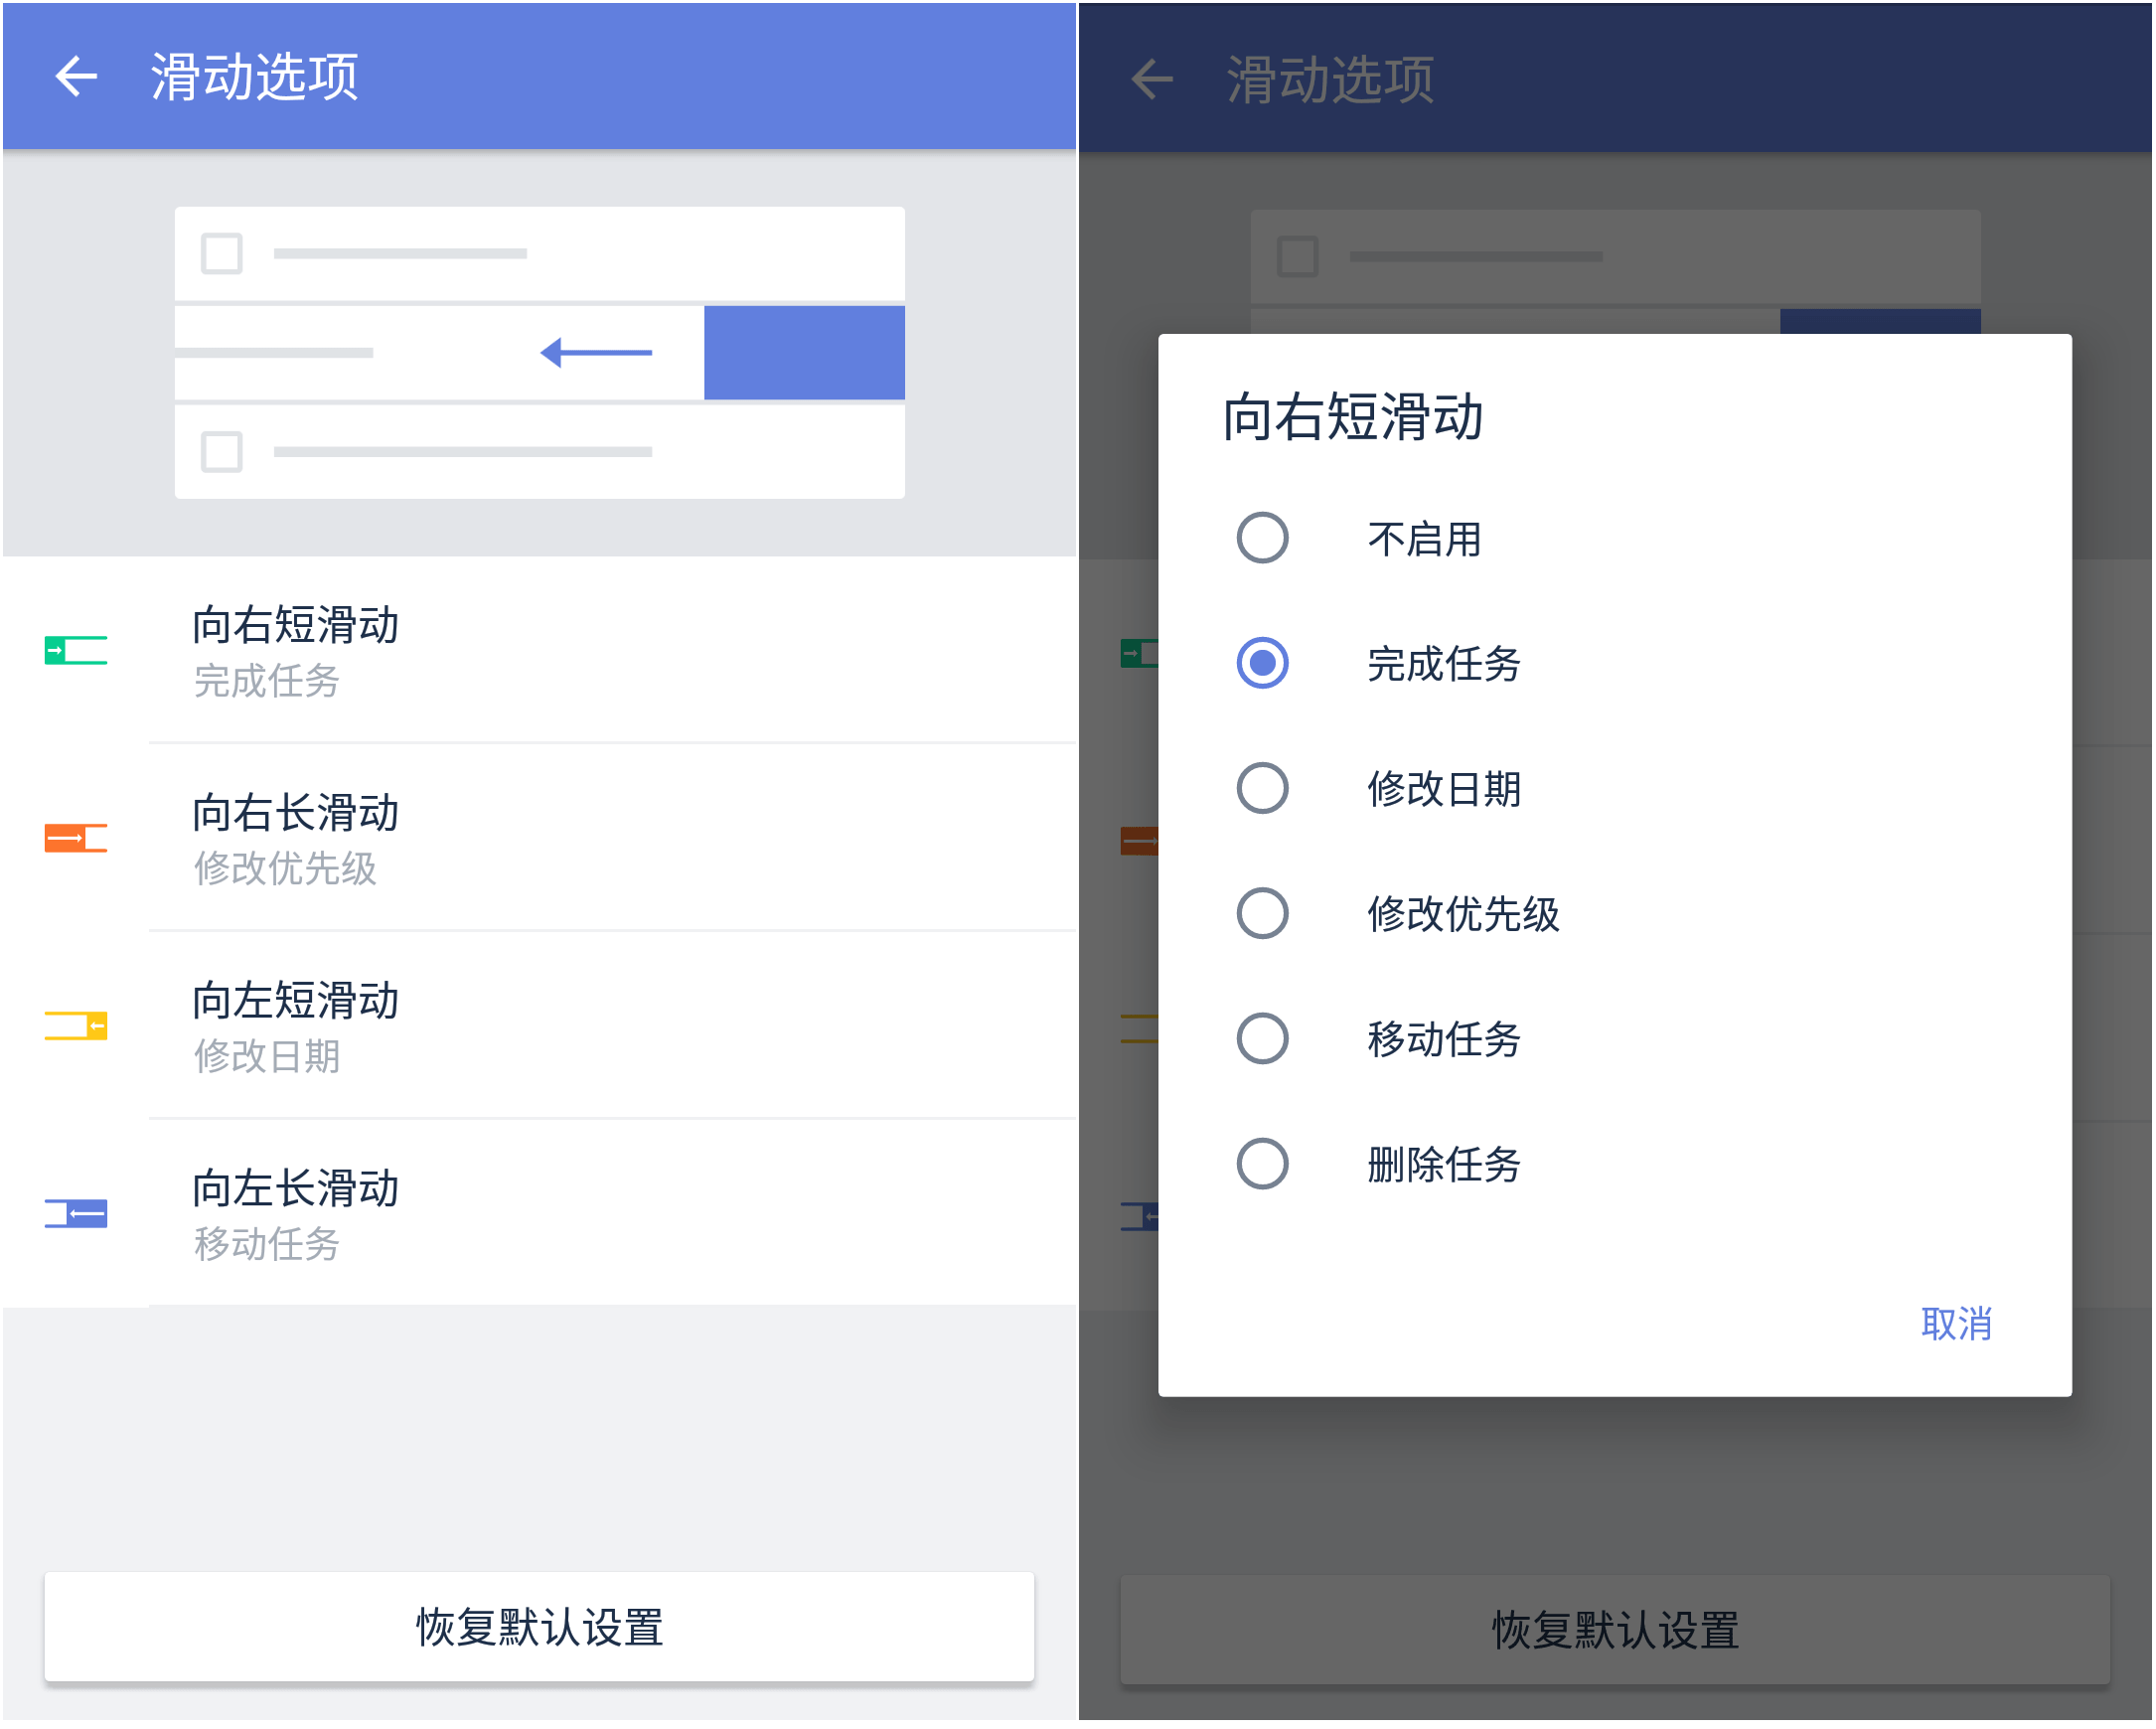 滑动选项
向右短滑动
完成任务
向右长滑动
修改优先级
向左短滑动
修改日期
向左长滑动
移动任务
恢复默认设置
滑动选项
向右短滑动
不启用
完成任务
修改日期
修改优先级
移动任务
删除任务
取消
恢复默认设置